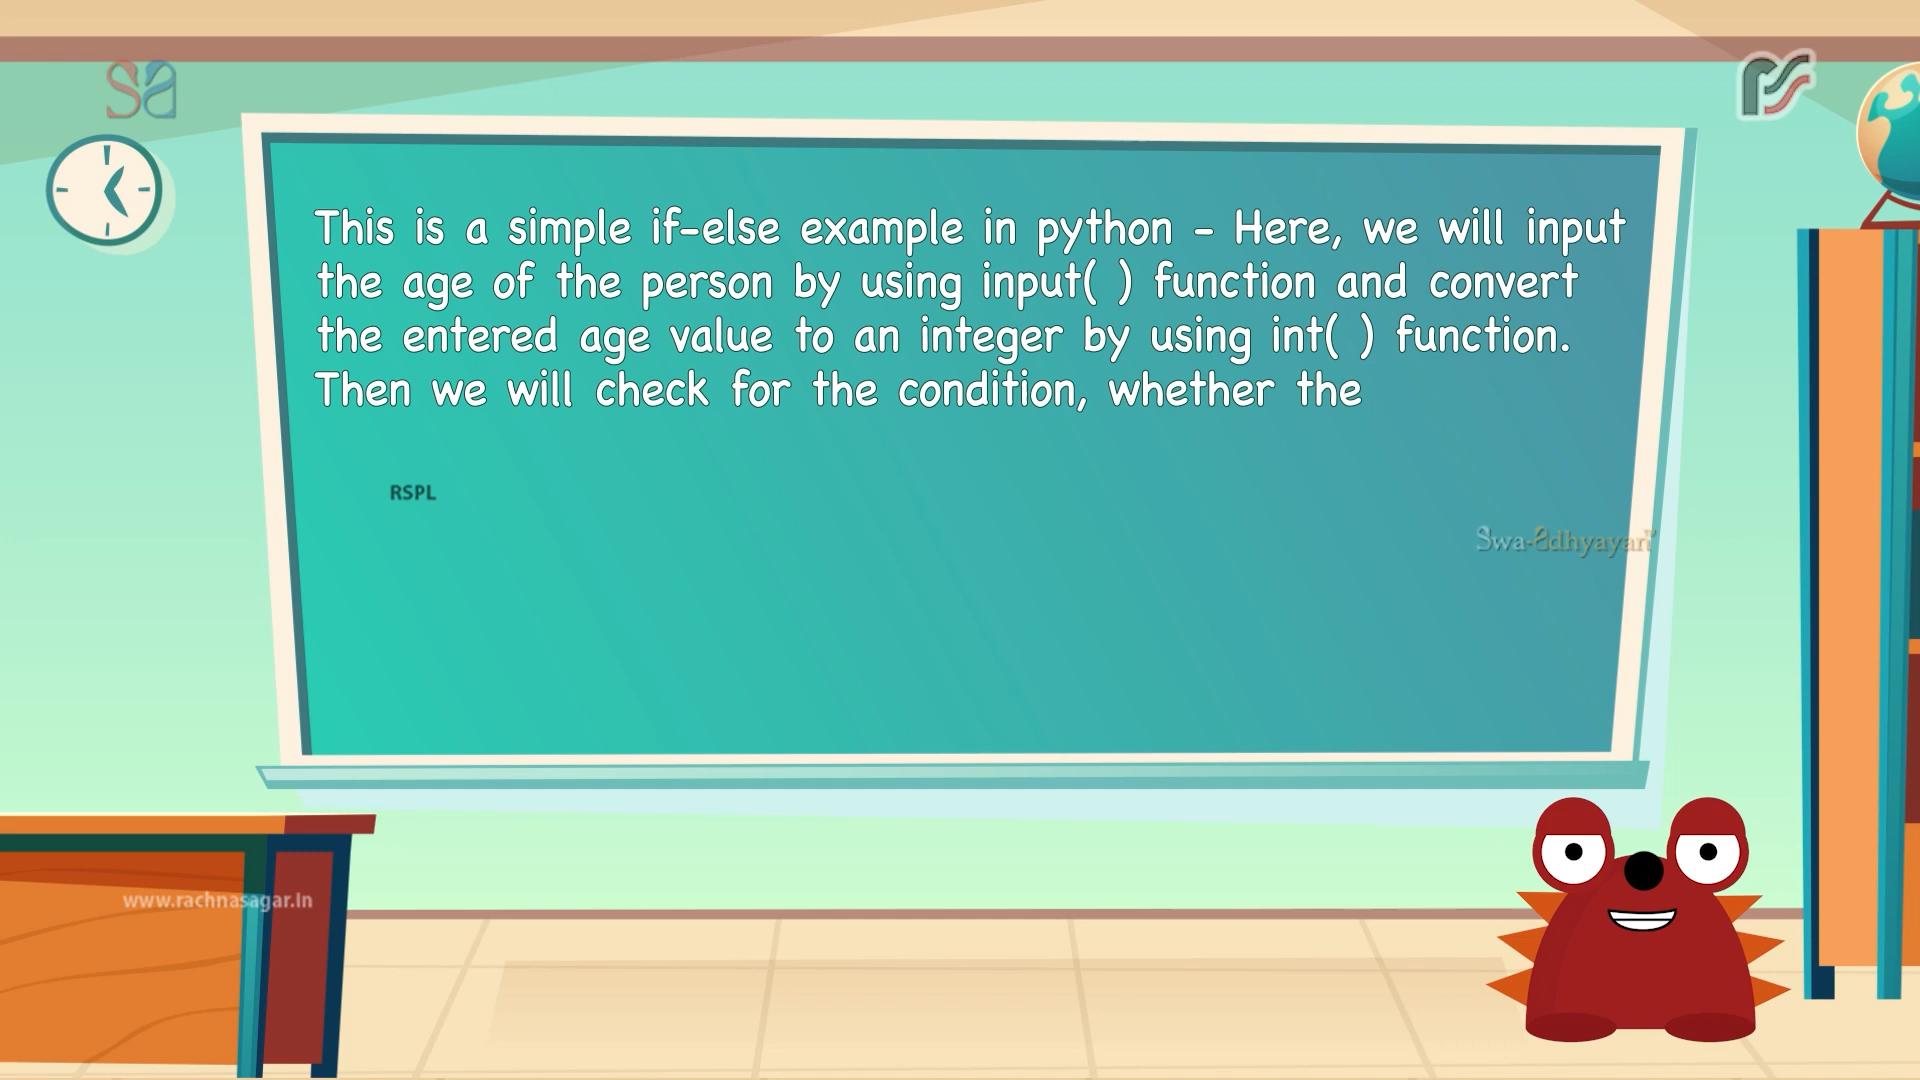 sa
rs
This is a simple if-else example in python - Here, we will input
the age of the person by using input( ) function and convert
the entered age value to an integer by using int( ) function.
Then we will check for the condition, whether the
RSPL
Swa-adhyayan
www.rachnasagar.in